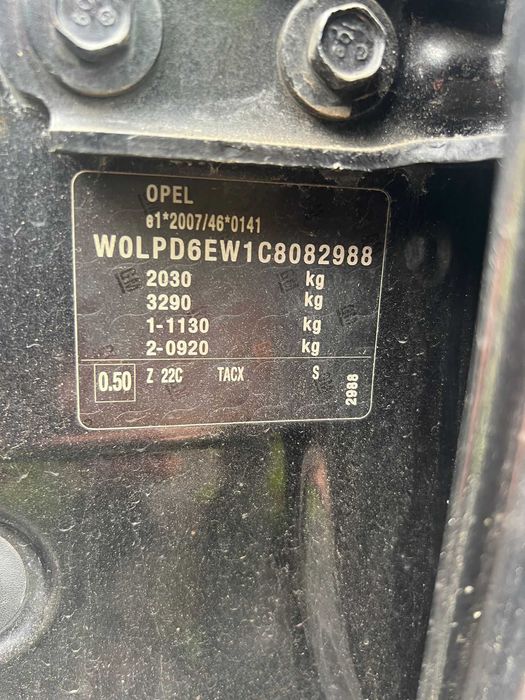 OPEL
e1*2007/46*0141
W0LPD6EW1C8082988
2030 kg
3290 kg
1-1130 kg
2-0920 kg
0.50 Z 22C TACX S 2988